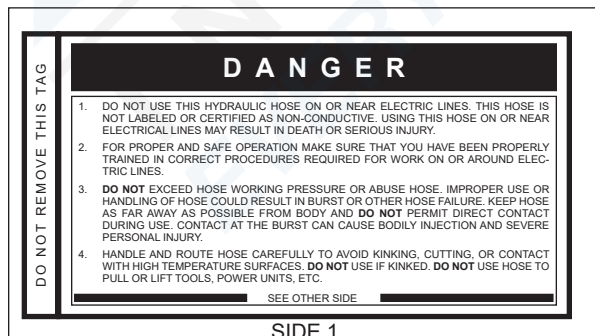 DO NOT REMOVE THIS TAG
DANGER
1. DO NOT USE THIS HYDRAULIC HOSE ON OR NEAR ELECTRIC LINES. THIS HOSE IS
NOT LABELED OR CERTIFIED AS NON-CONDUCTIVE. USING THIS HOSE ON OR NEAR
ELECTRICAL LINES MAY RESULT IN DEATH OR SERIOUS INJURY.
2. FOR PROPER AND SAFE OPERATION MAKE SURE THAT YOU HAVE BEEN PROPERLY
TRAINED IN CORRECT PROCEDURES REQUIRED FOR WORK ON OR AROUND ELEC-
TRIC LINES.
3. DO NOT EXCEED HOSE WORKING PRESSURE OR ABUSE HOSE. IMPROPER USE OR
HANDLING OF HOSE COULD RESULT IN BURST OR OTHER HOSE FAILURE. KEEP HOSE
AS FAR AWAY AS POSSIBLE FROM BODY AND DO NOT PERMIT DIRECT CONTACT
DURING USE. CONTACT AT THE BURST CAN CAUSE BODILY INJECTION AND SEVERE
PERSONAL INJURY.
4. HANDLE AND ROUTE HOSE CAREFULLY TO AVOID KINKING, CUTTING, OR CONTACT
WITH HIGH TEMPERATURE SURFACES. DO NOT USE IF KINKED. DO NOT USE HOSE TO
PULL OR LIFT TOOLS, POWER UNITS, ETC.
SEE OTHER SIDE
SIDE 1